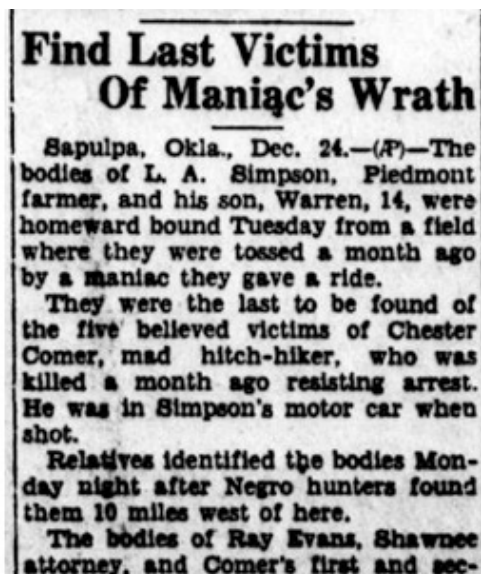 Find Last Victims
Of Maniac's Wrath
Sapulpa, Okla., Dec. 24.—(AP)—The
bodies of L. A. Simpson, Piedmont
farmer, and his son, Warren, 14, were
homeward bound Tuesday from a field
where they were tossed a month ago
by a maniac they gave a ride.
They were the last to be found of
the five believed victims of Chester
Comer, mad hitch-hiker, who was
killed a month ago resisting arrest.
He was in Simpson's motor car when
shot.
Relatives identified the bodies Mon-
day night after Negro hunters found
them 10 miles west of here.
The bodies of Ray Evans, Shawnee
attorney, and Comer's first and sec-